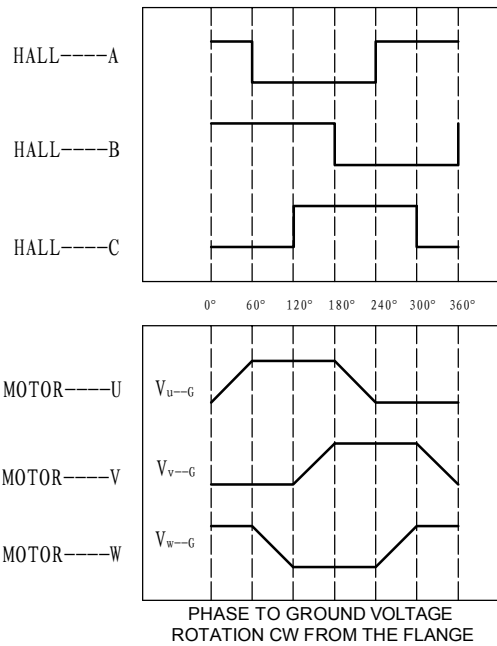 HALL----A
HALL----B
HALL----C
0° 60° 120° 180° 240° 300° 360°
MOTOR----U Vu--G
MOTOR----V Vv--G
MOTOR----W Vw--G
PHASE TO GROUND VOLTAGE
ROTATION CW FROM THE FLANGE